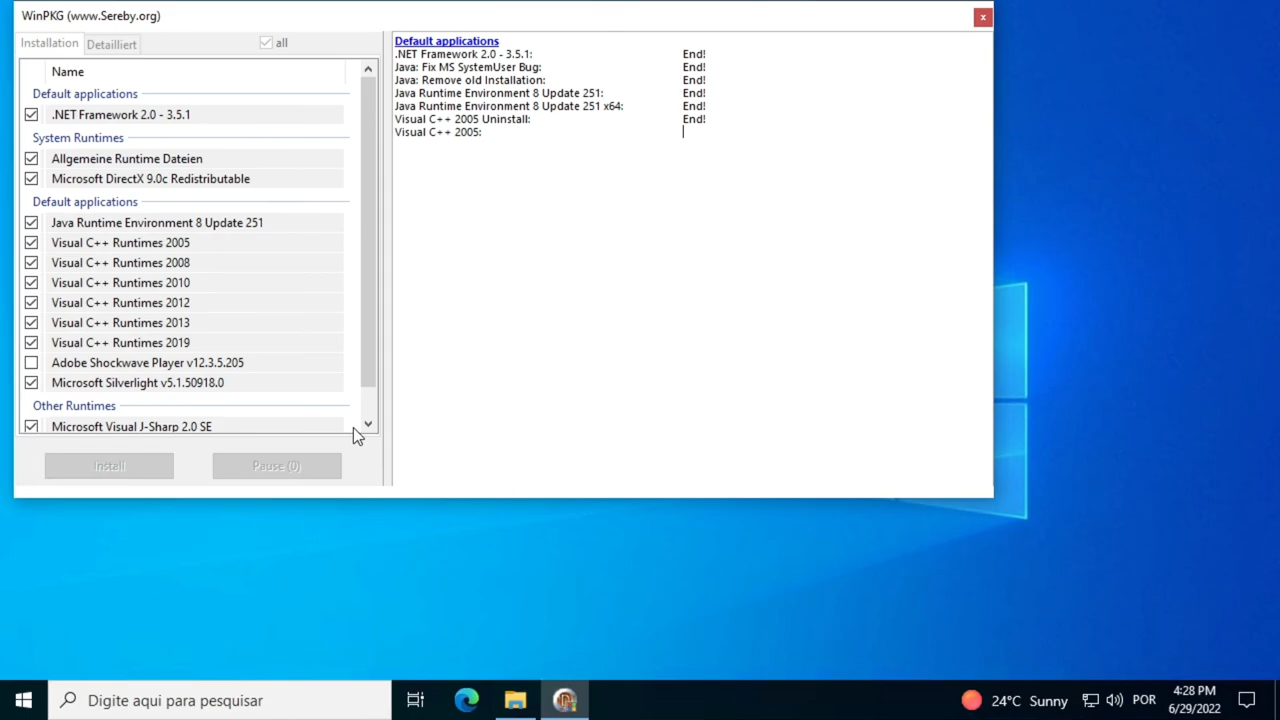 WinPKG (www.Sereby.org)
x
Installation
Detailliert
all
Name
Default applications
.NET Framework 2.0 - 3.5.1
System Runtimes
Allgemeine Runtime Dateien
Microsoft DirectX 9.0c Redistributable
Default applications
Java Runtime Environment 8 Update 251
Visual C++ Runtimes 2005
Visual C++ Runtimes 2008
Visual C++ Runtimes 2010
Visual C++ Runtimes 2012
Visual C++ Runtimes 2013
Visual C++ Runtimes 2019
Adobe Shockwave Player v12.3.5.205
Microsoft Silverlight v5.1.50918.0
Other Runtimes
Microsoft Visual J-Sharp 2.0 SE
Install
Pause (0)
Default applications
.NET Framework 2.0 - 3.5.1: End!
Java: Fix MS SystemUser Bug: End!
Java: Remove old Installation: End!
Java Runtime Environment 8 Update 251: End!
Java Runtime Environment 8 Update 251 x64: End!
Visual C++ 2005 Uninstall: End!
Visual C++ 2005:
Digite aqui para pesquisar
24°C Sunny
POR
4:28 PM
6/29/2022